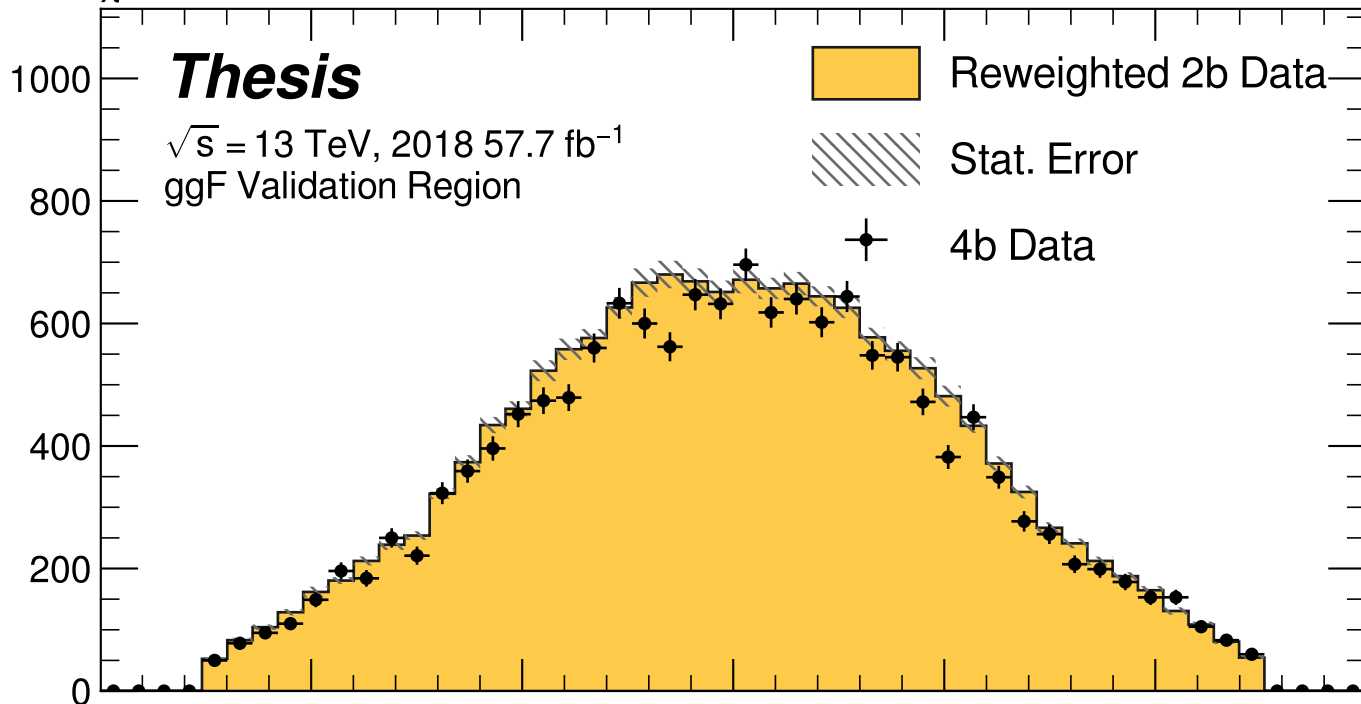 Thesis
√s = 13 TeV, 2018 57.7 fb⁻¹
ggF Validation Region
Reweighted 2b Data
Stat. Error
4b Data
1000
800
600
400
200
0